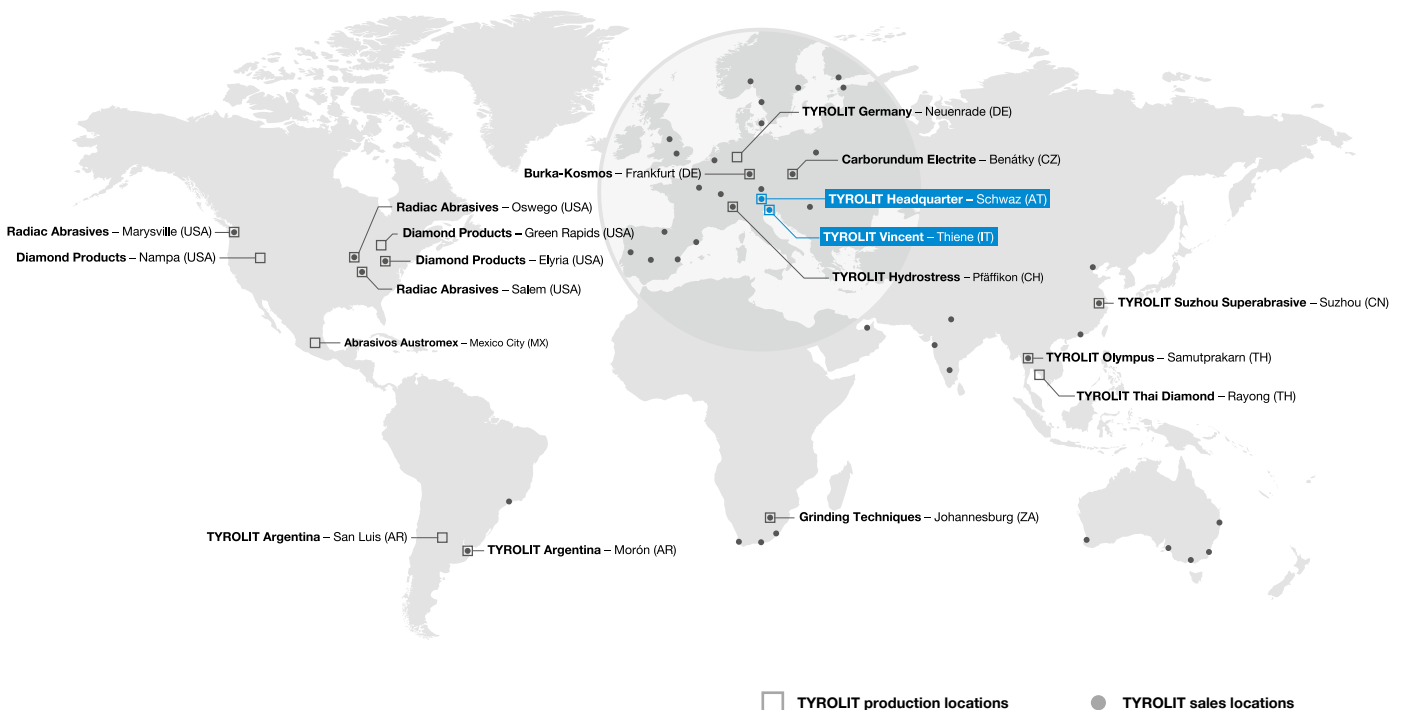 TYROLIT Germany – Neuenrade (DE)
Carborundum Electrite – Benátky (CZ)
Burka-Kosmos – Frankfurt (DE)
TYROLIT Headquarter – Schwaz (AT)
Radiac Abrasives – Oswego (USA)
Radiac Abrasives – Marysville (USA)
Diamond Products – Green Rapids (USA)
TYROLIT Vincent – Thiene (IT)
Diamond Products – Nampa (USA)
Diamond Products – Elyria (USA)
TYROLIT Hydrostress – Pfäffikon (CH)
Radiac Abrasives – Salem (USA)
TYROLIT Suzhou Superabrasive – Suzhou (CN)
Abrasivos Austromex – Mexico City (MX)
TYROLIT Olympus – Samutprakarn (TH)
TYROLIT Thai Diamond – Rayong (TH)
Grinding Techniques – Johannesburg (ZA)
TYROLIT Argentina – San Luis (AR)
TYROLIT Argentina – Morón (AR)
TYROLIT production locations
TYROLIT sales locations